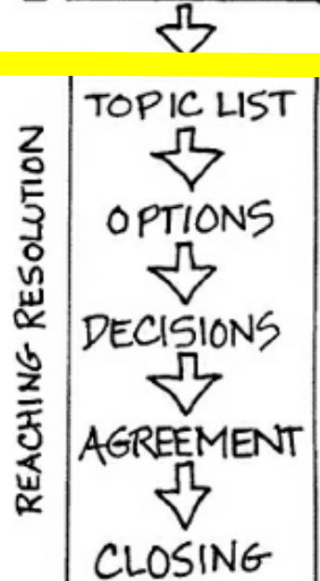 REACHING RESOLUTION
TOPIC LIST
OPTIONS
DECISIONS
AGREEMENT
CLOSING